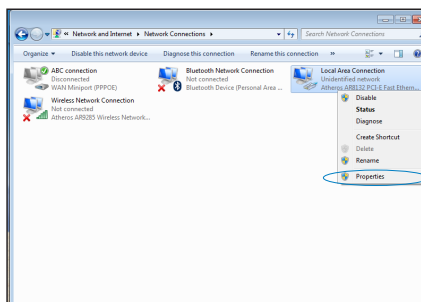 « Network and Internet ▸ Network Connections ▸
Search Network Connections
Organize ▾ Disable this network device Diagnose this connection Rename this connection »
ABC connection
Disconnected
WAN Miniport (PPPOE)
Bluetooth Network Connection
Not connected
Bluetooth Device (Personal Area ...
Local Area Connection
Unidentified network
Atheros AR8132 PCI-E Fast Ethern...
Wireless Network Connection
Not connected
Atheros AR9285 Wireless Network...
Disable
Status
Diagnose
Create Shortcut
Delete
Rename
Properties